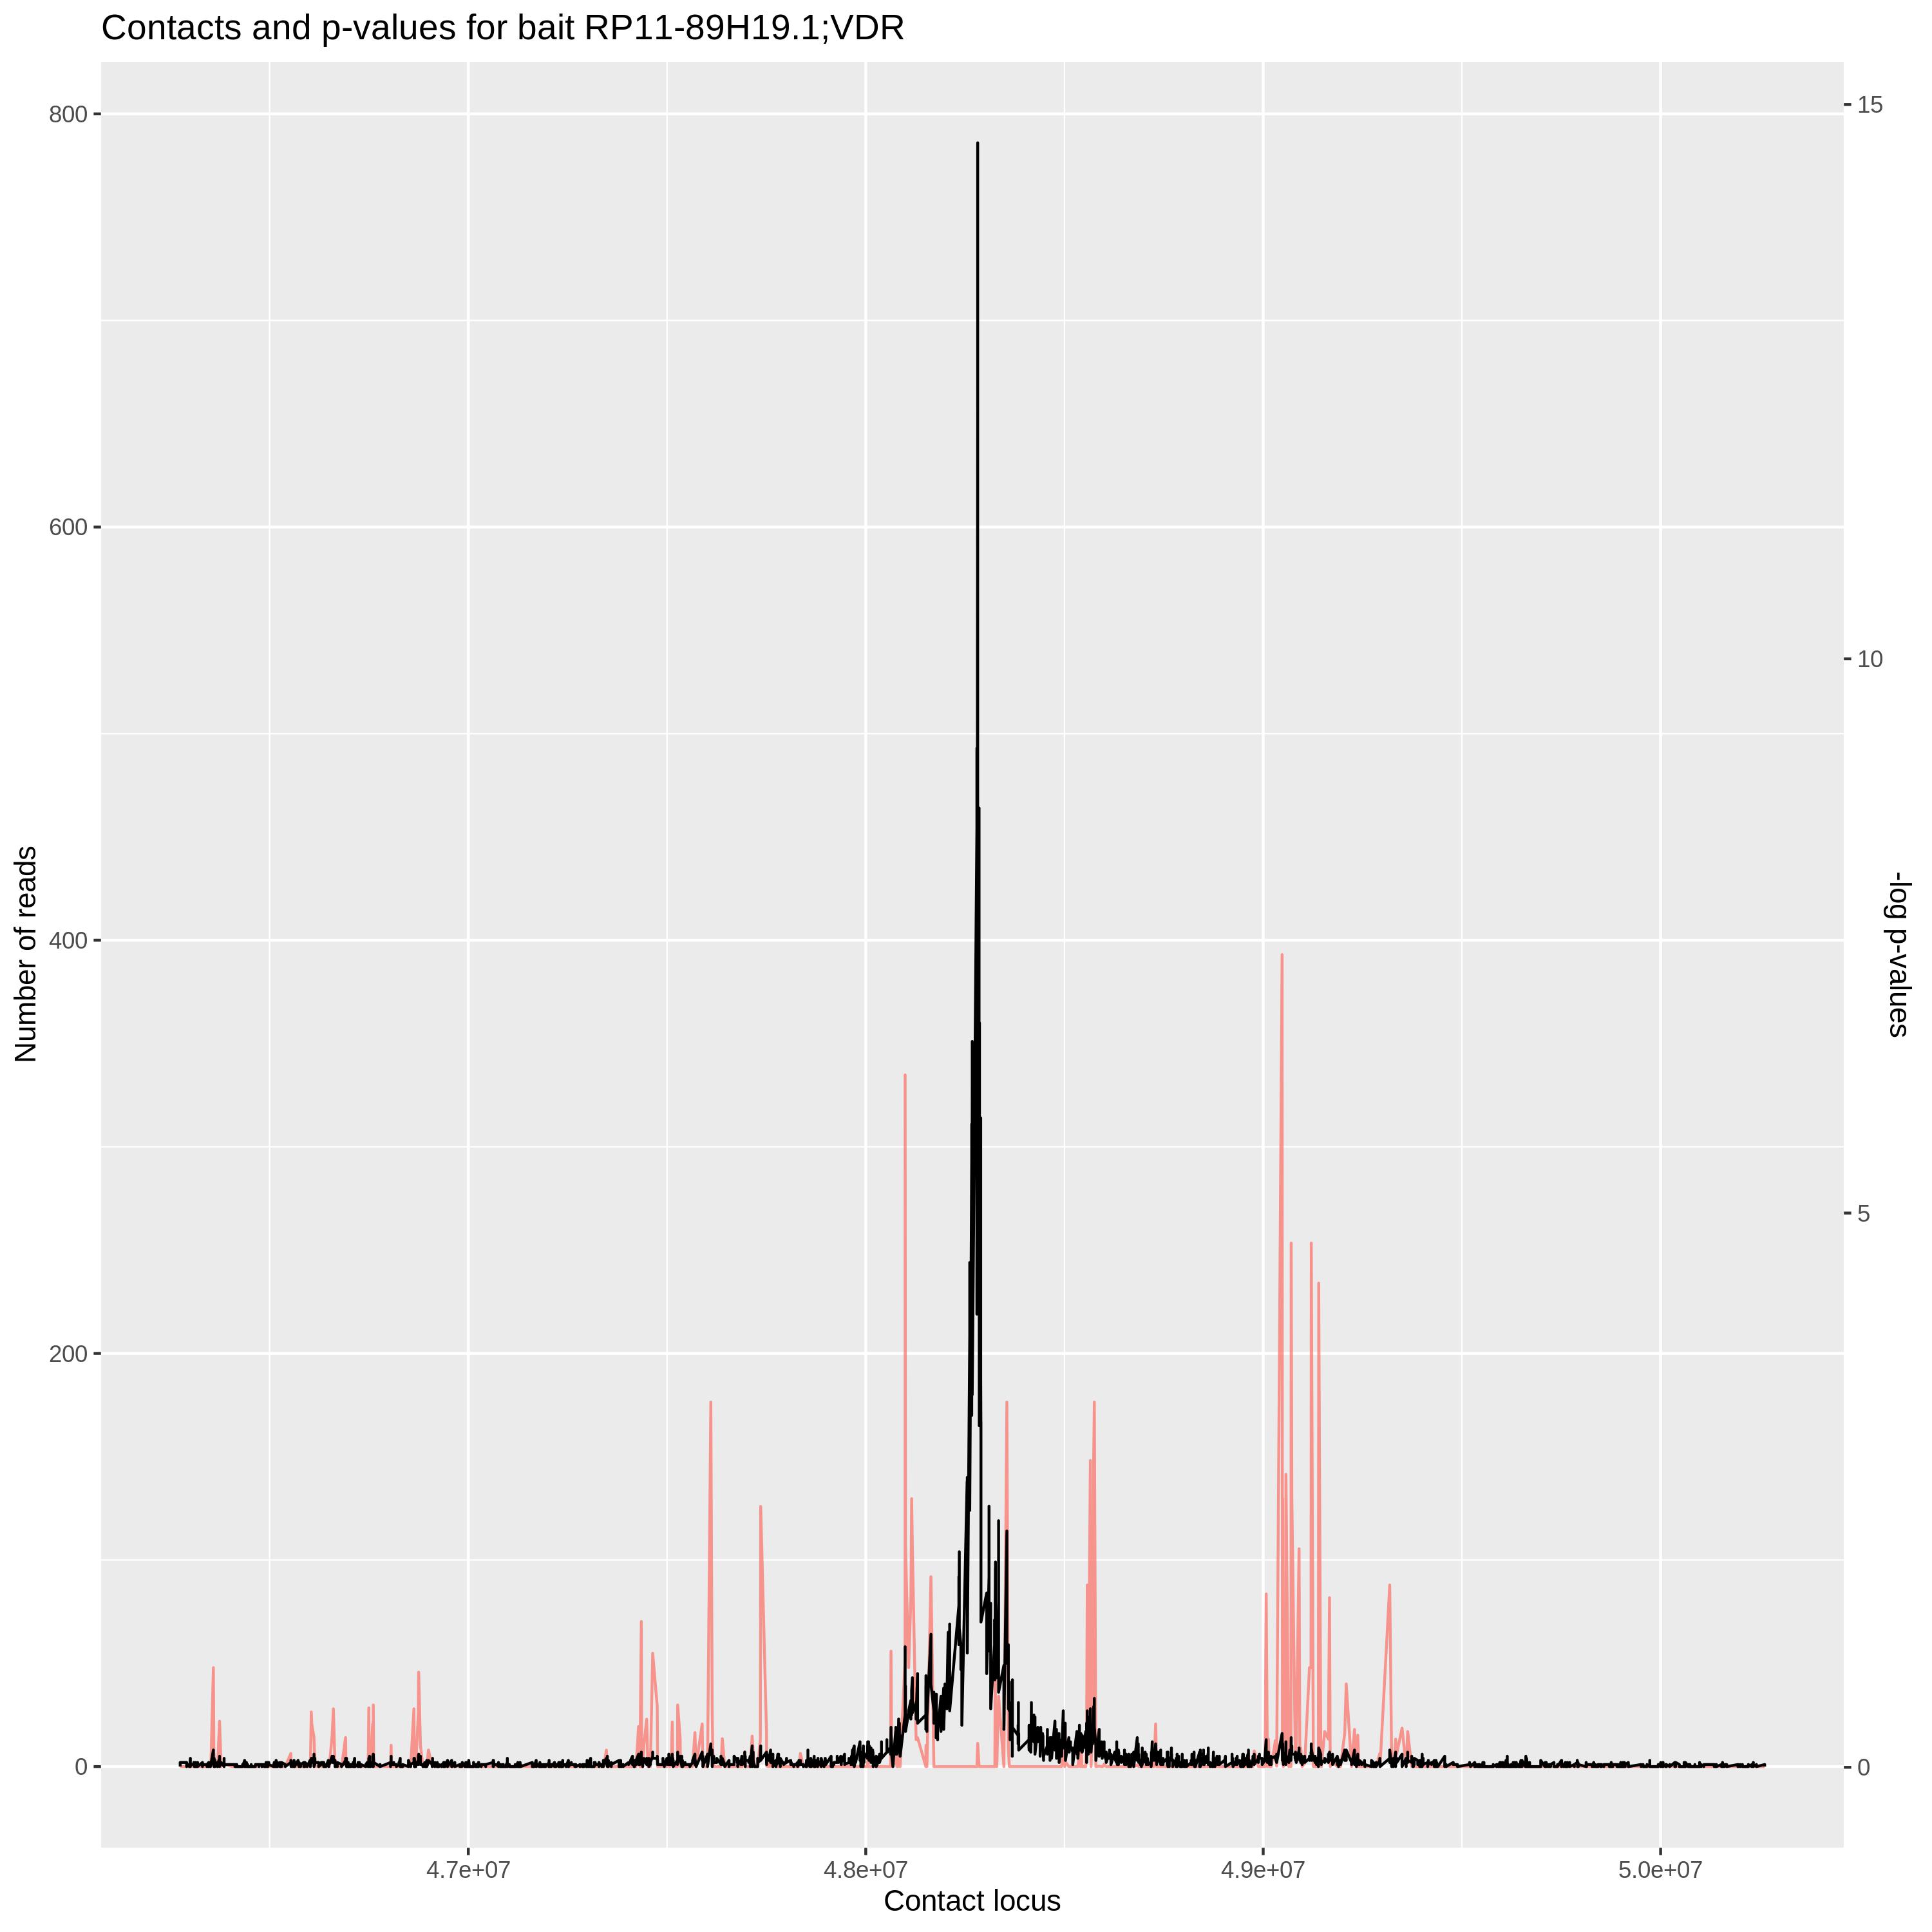 Contacts and p-values for bait RP11-89H19.1;VDR
800
600
400
200
0
Number of reads
15
10
5
0
-log p-values
4.7e+07
4.8e+07
4.9e+07
5.0e+07
Contact locus